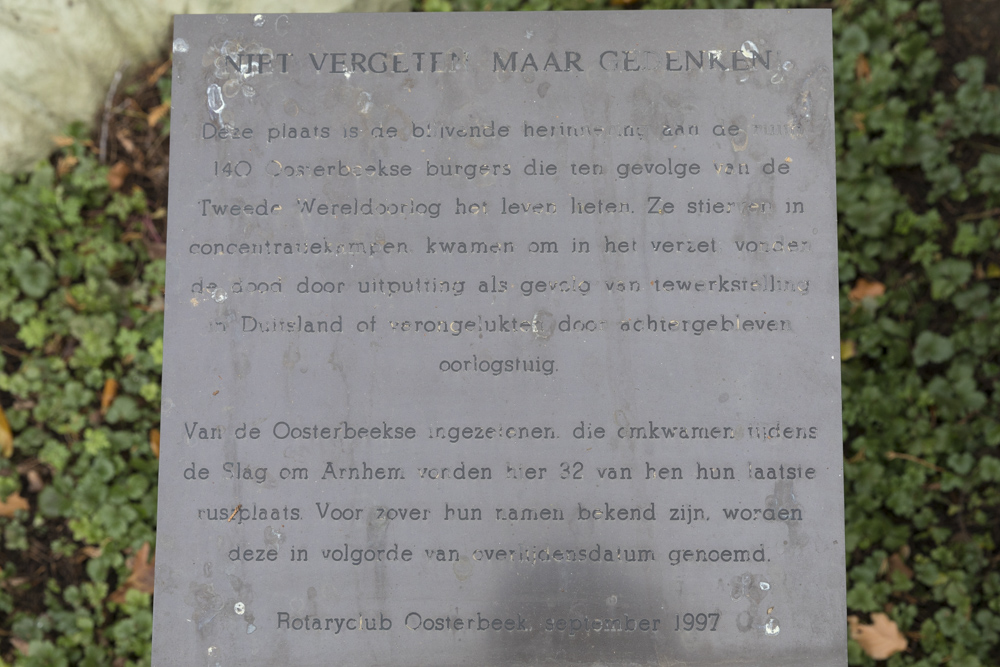 NIET VERGETEN MAAR GEDENKEN
Deze plaats is de blijvende herinnering aan de ruim
140 Oosterbeekse burgers die ten gevolge van de
Tweede Wereldoorlog het leven lieten. Ze stierven in
concentratiekampen, kwamen om in het verzet, vonden
de dood door uitputting als gevolg van tewerkstelling
in Duitsland of verongelukten door achtergebleven
oorlogstuig.
Van de Oosterbeekse ingezetenen, die omkwamen tijdens
de Slag om Arnhem, vonden hier 32 van hen hun laatste
rustplaats. Voor zover hun namen bekend zijn, worden
deze in volgorde van overlijdensdatum genoemd.
Rotaryclub Oosterbeek, september 1997